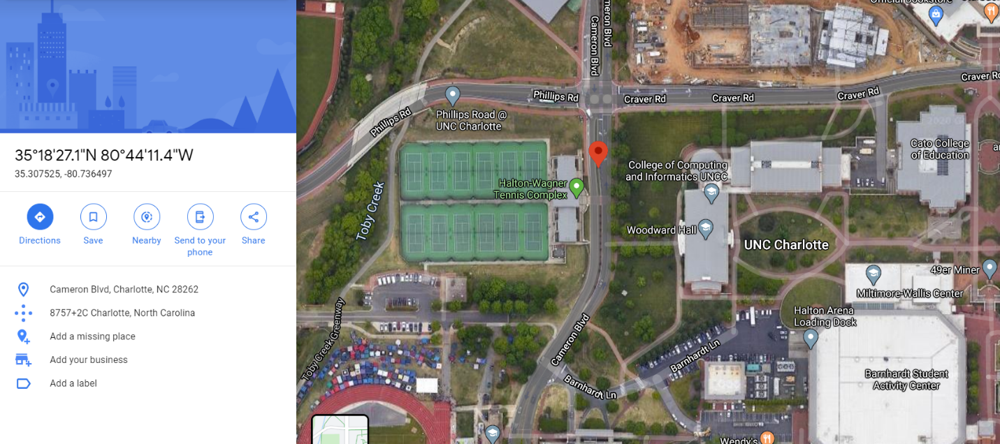 35°18'27.1"N 80°44'11.4"W
35.307525, -80.736497
Directions
Save
Nearby
Send to your
phone
Share
Cameron Blvd, Charlotte, NC 28262
8757+2C Charlotte, North Carolina
Add a missing place
Add your business
Add a label
Cameron Blvd
Cameron Blvd
Phillips Rd
Craver Rd
Craver Rd
Craver Rd
Craver Rd
Phillips Road @
UNC Charlotte
Phillips Rd
Cato College
of Education
College of Computing
and Informatics UNCC
Halton-Wagner
Tennis Complex
Toby Creek
Woodward Hall
UNC Charlotte
49er Miner
Miltimore-Wallis Center
Halton Arena
Loading Dock
Toby Creek Greenway
Cameron Blvd
Barnhardt Ln
Barnhardt Ln
Barnhardt Student
Activity Center
Wendy's